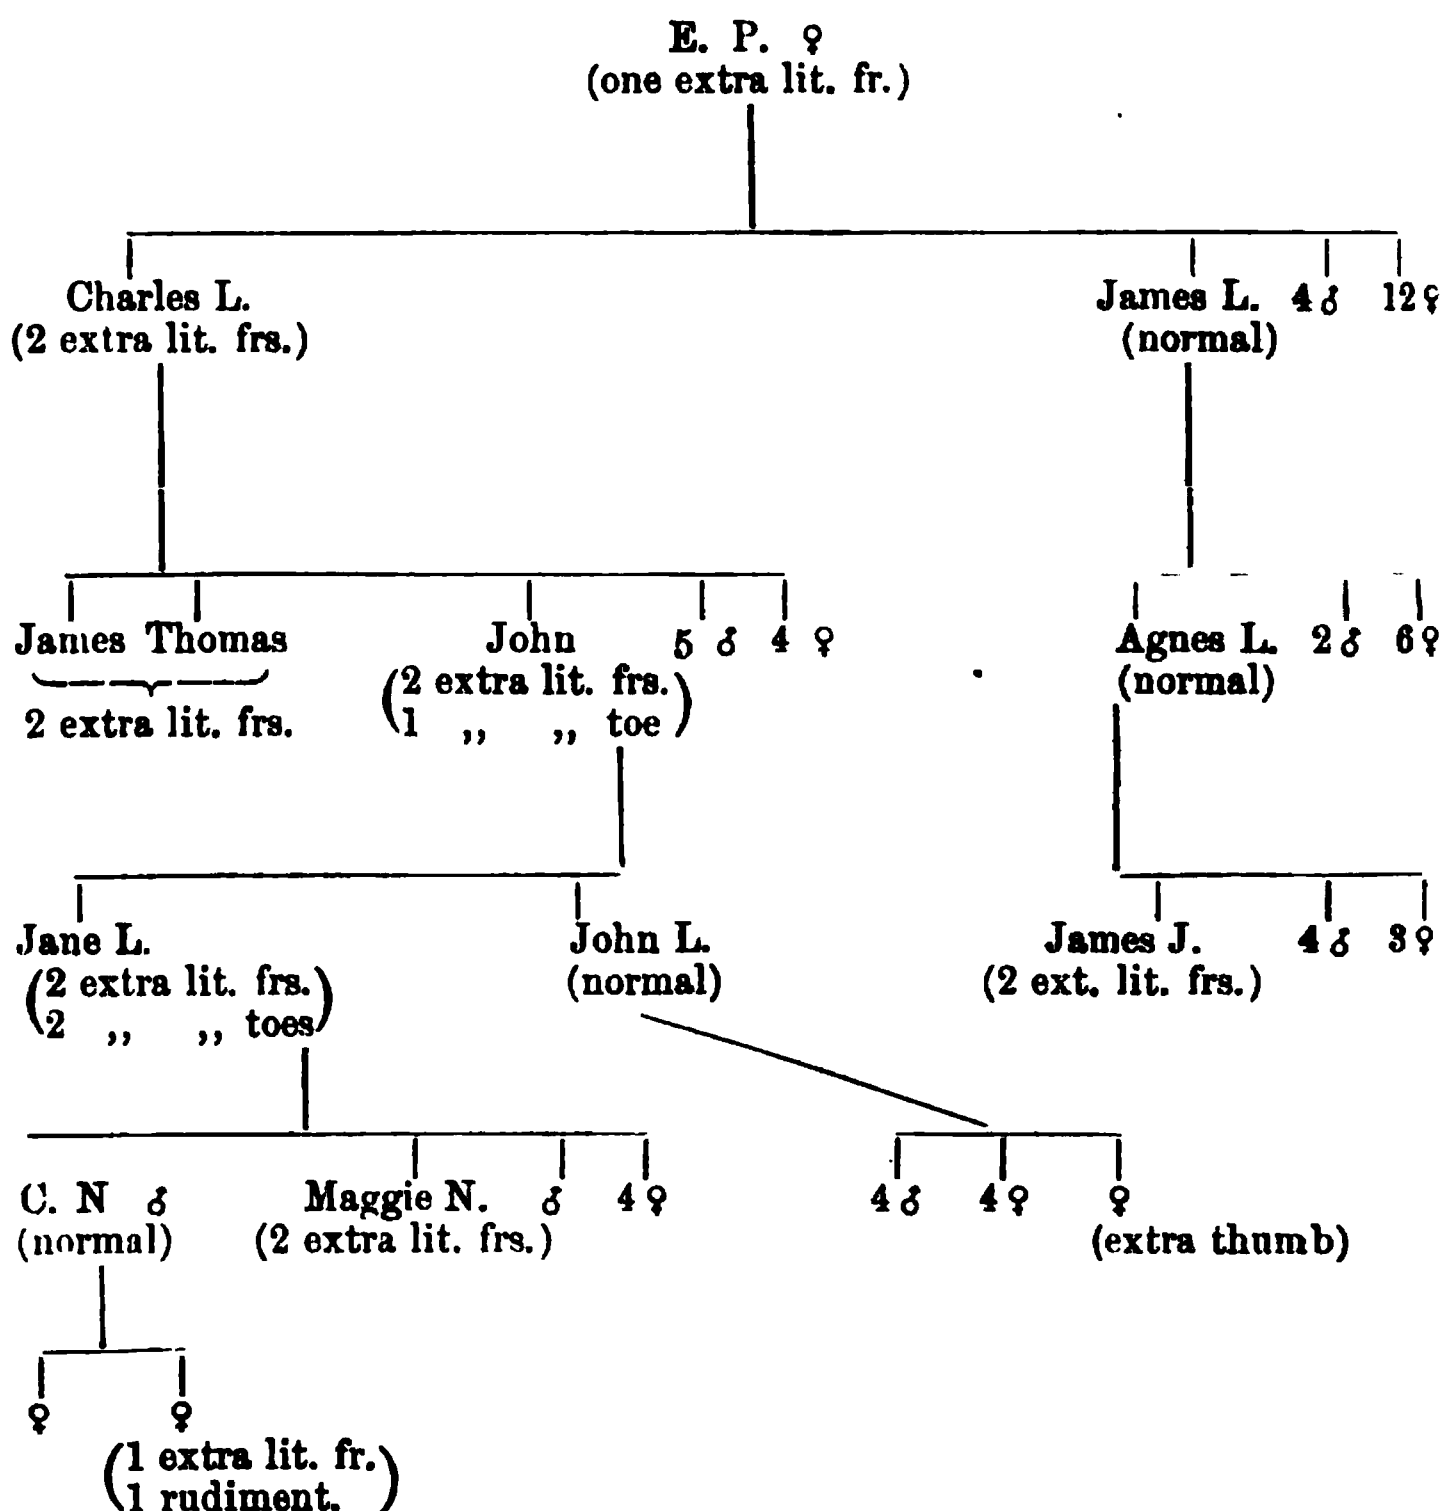 E. P. ♀
(one extra lit. fr.)
Charles L. James L. 4♂ 12♀
(2 extra lit. frs.) (normal)
James Thomas John 5 ♂ 4 ♀ Agnes L. 2♂ 6♀
(2 extra lit. frs. (normal)
2 extra lit. frs. 1 ,, ,, toe)
Jane L. John L. James J. 4♂ 3♀
(2 extra lit. frs. (normal) (2 ext. lit. frs.)
2 ,, ,, toes)
C. N ♂ Maggie N. ♂ 4♀ 4♂ 4♀ ♀
(normal) (2 extra lit. frs.) (extra thumb)
♀ ♀
(1 extra lit. fr.
1 rudiment.)